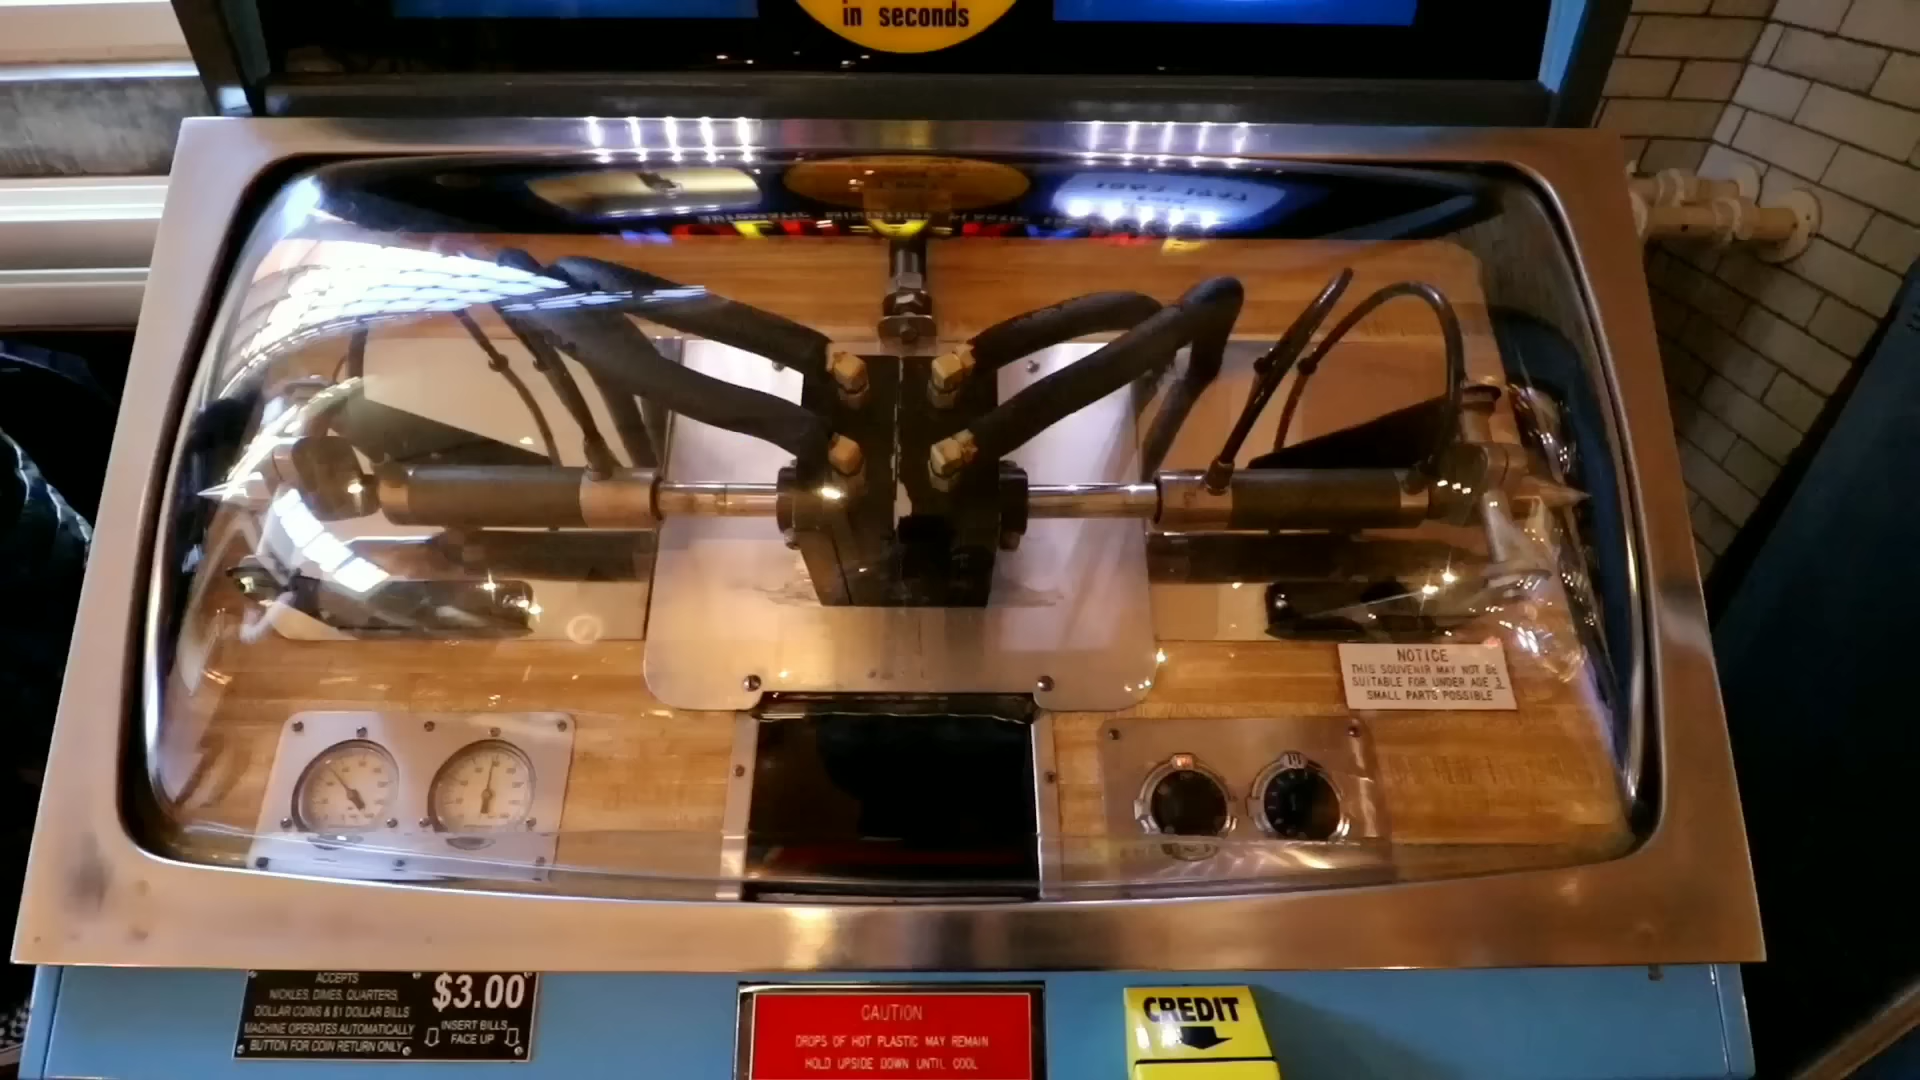 in seconds
NOTICE
THIS SOUVENIR MAY NOT BE
SUITABLE FOR UNDER AGE 3
SMALL PARTS POSSIBLE
ACCEPTS
NICKLES, DIMES, QUARTERS,
DOLLAR COINS & $1 DOLLAR BILLS
MACHINE OPERATES AUTOMATICALLY
BUTTON FOR COIN RETURN ONLY
$3.00
INSERT BILLS
FACE UP
CAUTION
DROPS OF HOT PLASTIC MAY REMAIN
HOLD UPSIDE DOWN UNTIL COOL
CREDIT